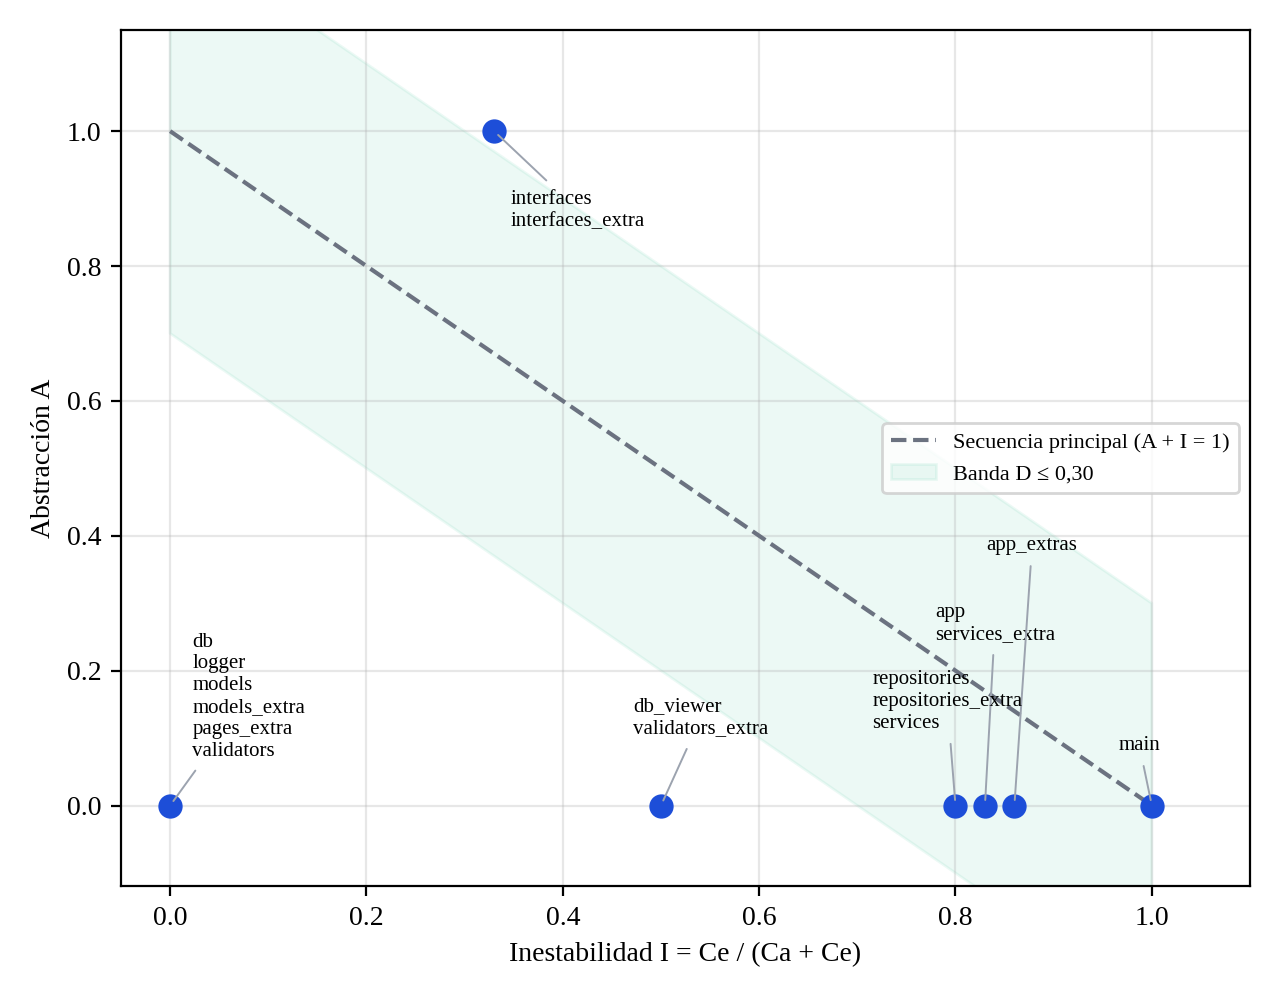 1.0
0.8
0.6
0.4
0.2
0.0
Abstracción A
interfaces
interfaces_extra
Secuencia principal (A + I = 1)
Banda D ≤ 0,30
app_extras
app
services_extra
repositories
repositories_extra
services
db
logger
models
models_extra
pages_extra
validators
db_viewer
validators_extra
main
0.0 0.2 0.4 0.6 0.8 1.0
Inestabilidad I = Ce / (Ca + Ce)